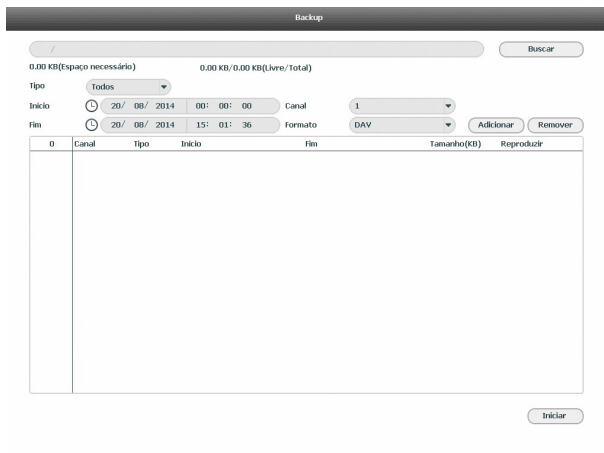 Backup
/
Buscar
0.00 KB(Espaço necessário) 0.00 KB/0.00 KB(Livre/Total)
Tipo Todos
Início 20/ 08/ 2014 00: 00: 00 Canal 1
Fim 20/ 08/ 2014 15: 01: 36 Formato DAV Adicionar Remover
0 Canal Tipo Início Fim Tamanho(KB) Reproduzir
Iniciar